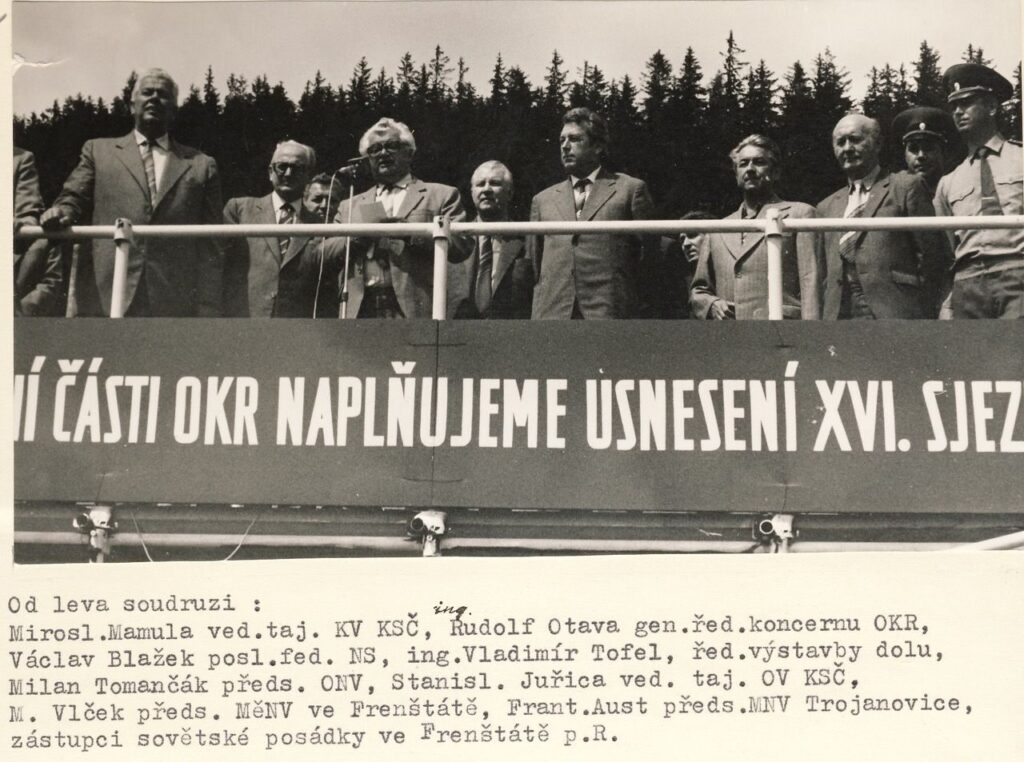 NÍ ČÁSTI OKR NAPLŇUJEME USNESENÍ XVI. SJEZ
Od leva soudruzi :
Mirosl.Mamula ved.taj. KV KSČ, ing. Rudolf Otava gen.řed.koncernu OKR,
Václav Blažek posl.fed. NS, ing.Vladimír Tofel, řed.výstavby dolu,
Milan Tomančák předs. ONV, Stanisl. Juřica ved. taj. OV KSČ,
M. Vlček předs. MěNV ve Frenštátě, Frant.Aust předs.MNV Trojanovice,
zástupci sovětské posádky ve Frenštátě p.R.